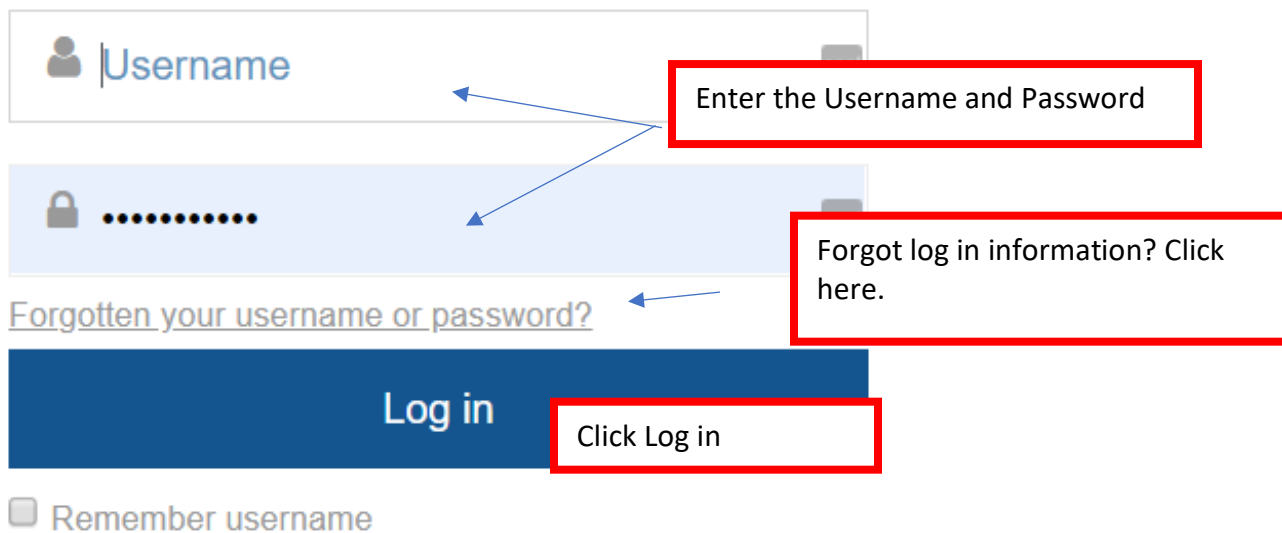 Username
Enter the Username and Password
•••••••••••
Forgot log in information? Click
here.
Forgotten your username or password?
Log in
Click Log in
Remember username